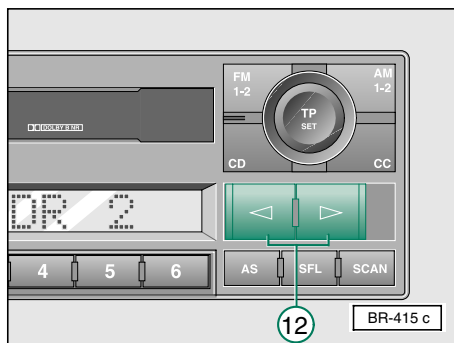 FM
1-2
AM
1-2
TP
SET
DOLBY B NR
CD
CC
DR 2
4 5 6
AS SFL SCAN
12
BR-415 c